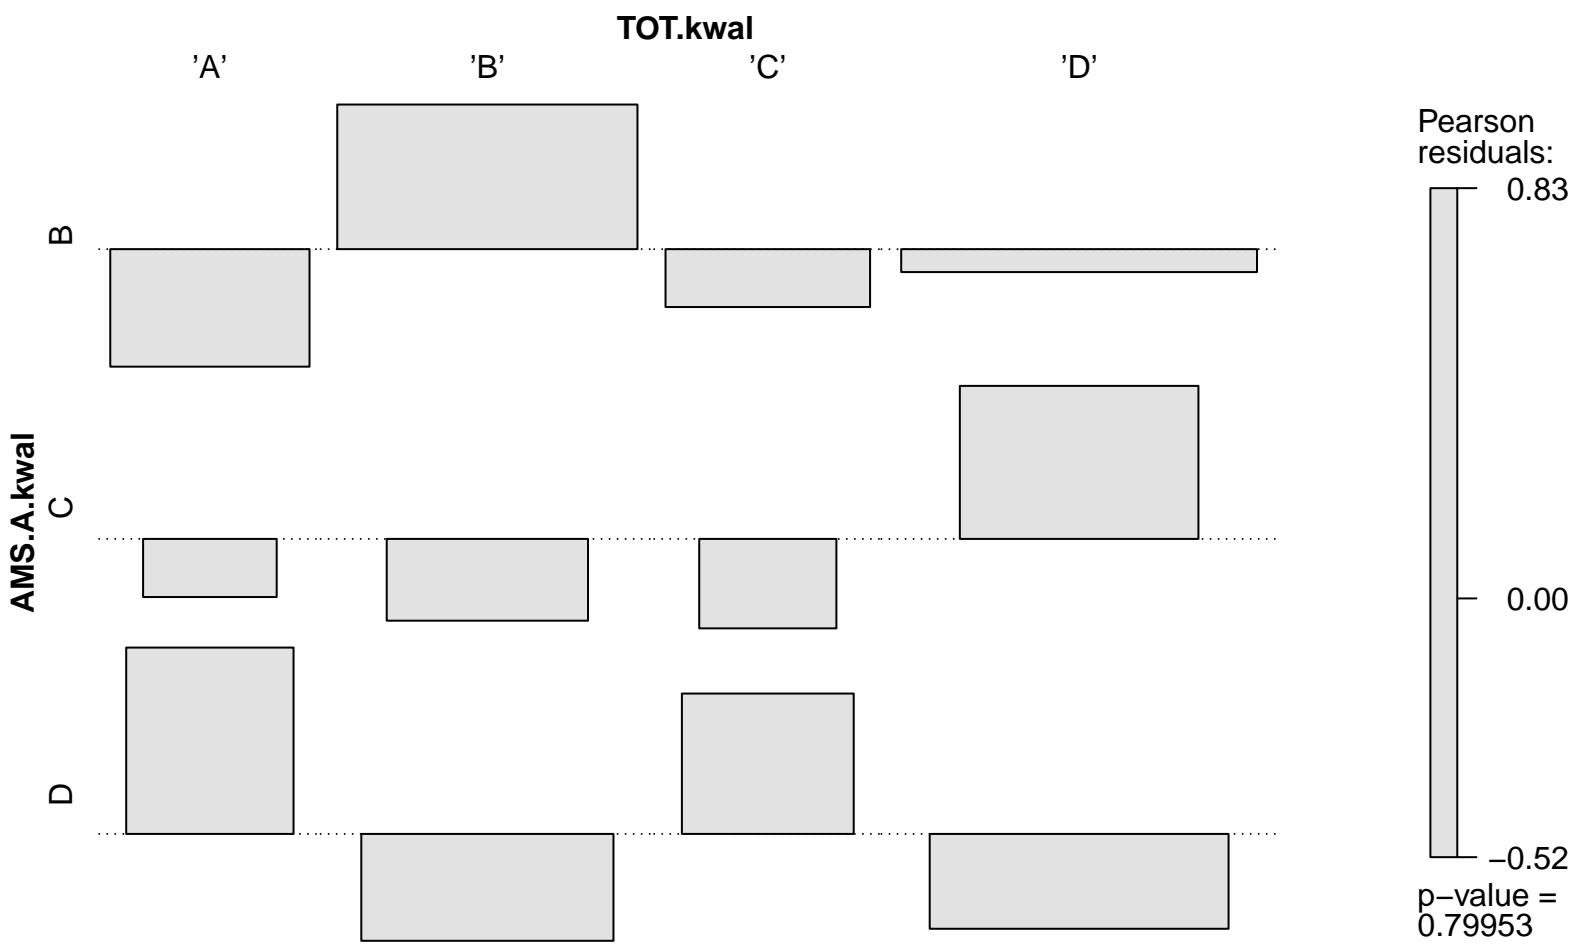 TOT.kwal
’A’ ’B’ ’C’ ’D’
AMS.A.kwal
B
C
D
Pearson
residuals:
0.83
0.00
−0.52
p−value =
0.79953